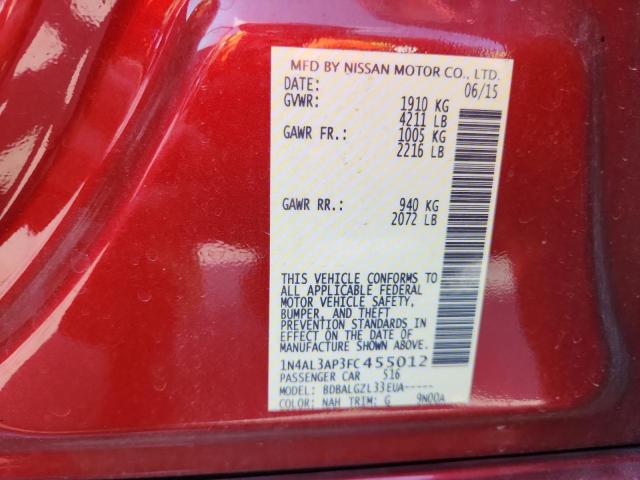 MFD BY NISSAN MOTOR CO., LTD.
DATE: 06/15
GVWR: 1910 KG
4211 LB
GAWR FR.: 1005 KG
2216 LB
GAWR RR.: 940 KG
2072 LB
THIS VEHICLE CONFORMS TO
ALL APPLICABLE FEDERAL
MOTOR VEHICLE SAFETY,
BUMPER, AND THEFT
PREVENTION STANDARDS IN
EFFECT ON THE DATE OF
MANUFACTURE SHOWN ABOVE.
1N4AL3AP3FC455012
PASSENGER CAR 516
MODEL: BDBALGZL33EUA-----
COLOR: NAH TRIM: G 9N00A